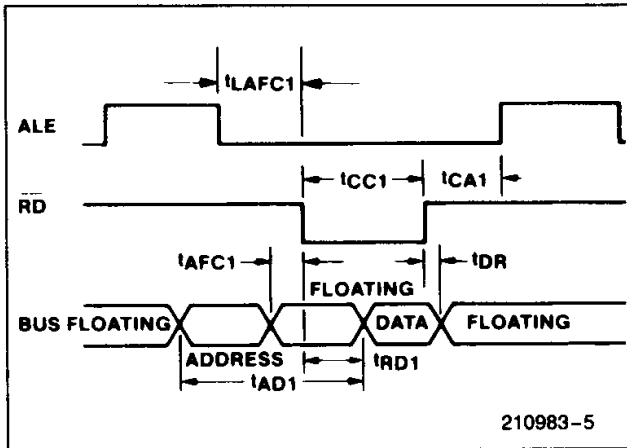 tLAFC1
ALE
tCC1 tCA1
RD
tAFC1 tDR
FLOATING
BUS FLOATING DATA FLOATING
ADDRESS tRD1
tAD1
210983-5